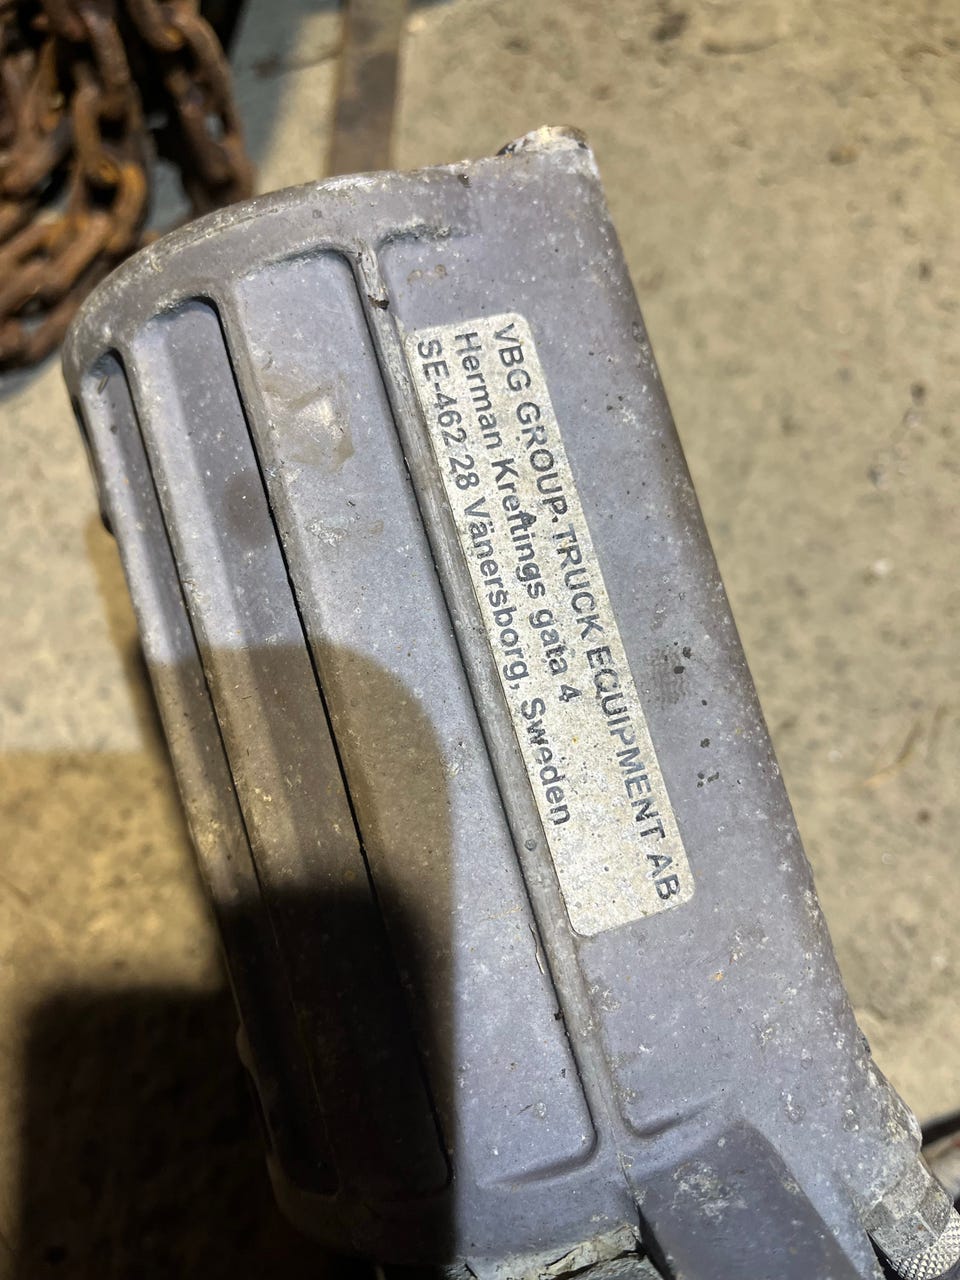 VBG GROUP TRUCK EQUIPMENT AB
Herman Kreftings gata 4
SE-462 28 Vänersborg, Sweden